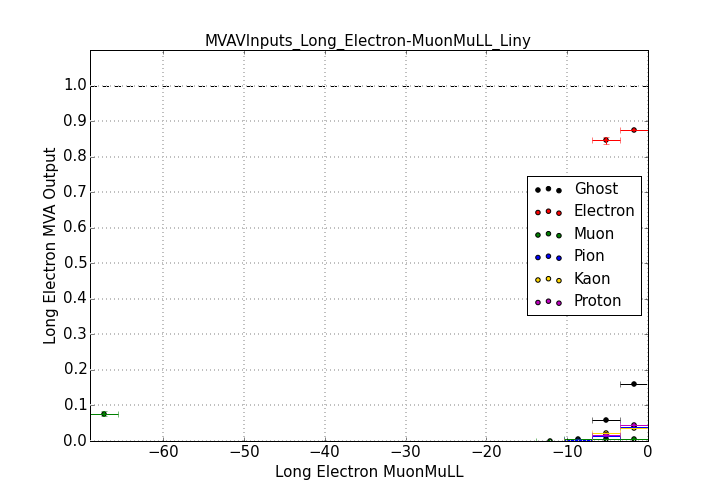 MVAVInputs_Long_Electron-MuonMuLL_Liny
Long Electron MVA Output
1.0
0.9
0.8
0.7
0.6
0.5
0.4
0.3
0.2
0.1
0.0
Ghost
Electron
Muon
Pion
Kaon
Proton
−60 −50 −40 −30 −20 −10 0
Long Electron MuonMuLL